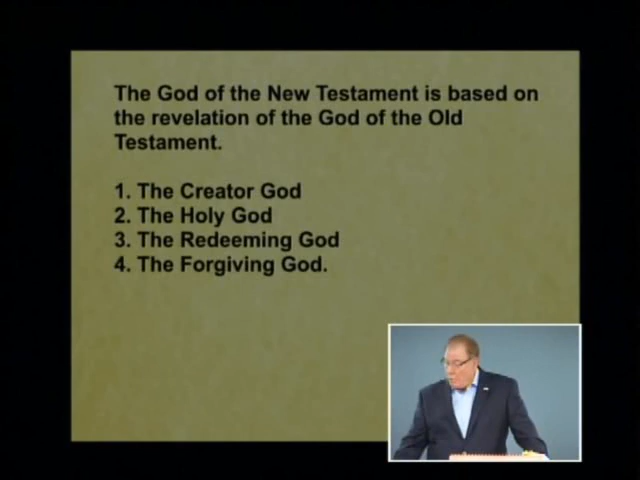 The God of the New Testament is based on
the revelation of the God of the Old
Testament.
1. The Creator God
2. The Holy God
3. The Redeeming God
4. The Forgiving God.